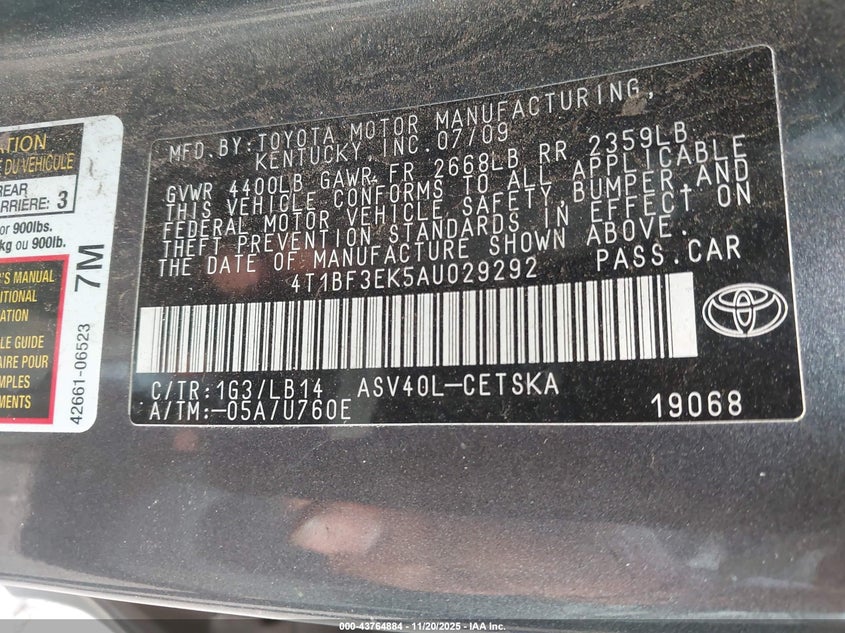 ATION
E DU VÉHICULE
REAR
ARRIÈRE: 3
or 900lbs.
kg ou 900lb.
'S MANUAL
ITIONAL
ATION
LE GUIDE
AIRE POUR
MPLES
MENTS
7M
42661-06523
MFD. BY: TOYOTA MOTOR MANUFACTURING,
KENTUCKY, INC. 07/09
GVWR 4400LB GAWR FR 2668LB RR 2359LB
THIS VEHICLE CONFORMS TO ALL APPLICABLE
FEDERAL MOTOR VEHICLE SAFETY, BUMPER, AND
THEFT PREVENTION STANDARDS IN EFFECT ON
THE DATE OF MANUFACTURE SHOWN ABOVE.
4T1BF3EK5AU029292 PASS. CAR
C/TR: 1G3/LB14 ASV40L-CETSKA
A/TM: -05A/U760E 19068
000-43764884 - 11/20/2025 - IAA Inc.